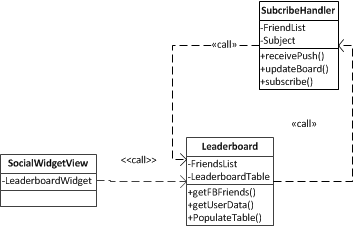 SubcribeHandler
-FriendList
-Subject
+receivePush()
+updateBoard()
+subscribe()
«call»
«call»
Leaderboard
-FriendsList
-LeaderboardTable
+getFBFriends()
+getUserData()
+PopulateTable()
<<call>>
SocialWidgetView
-LeaderboardWidget